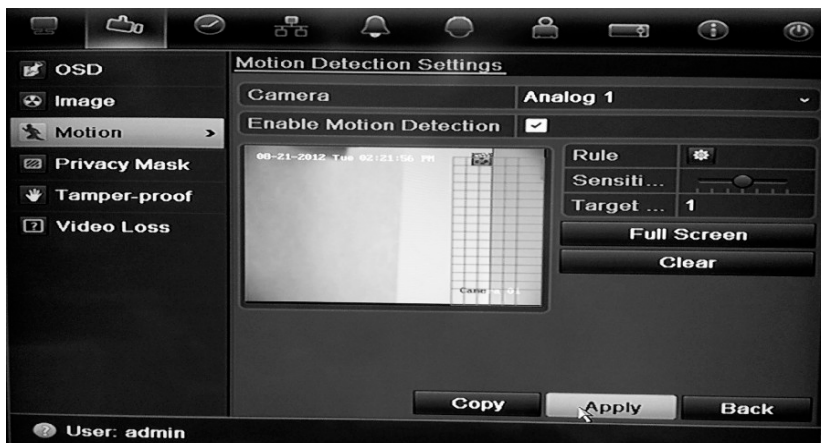 OSD
Image
Motion
Privacy Mask
Tamper-proof
Video Loss
Motion Detection Settings
Camera Analog 1
Enable Motion Detection
08-21-2012 Tue 02:21:56 PM
Camera 01
Rule
Sensiti...
Target ... 1
Full Screen
Clear
Copy Apply Back
User: admin